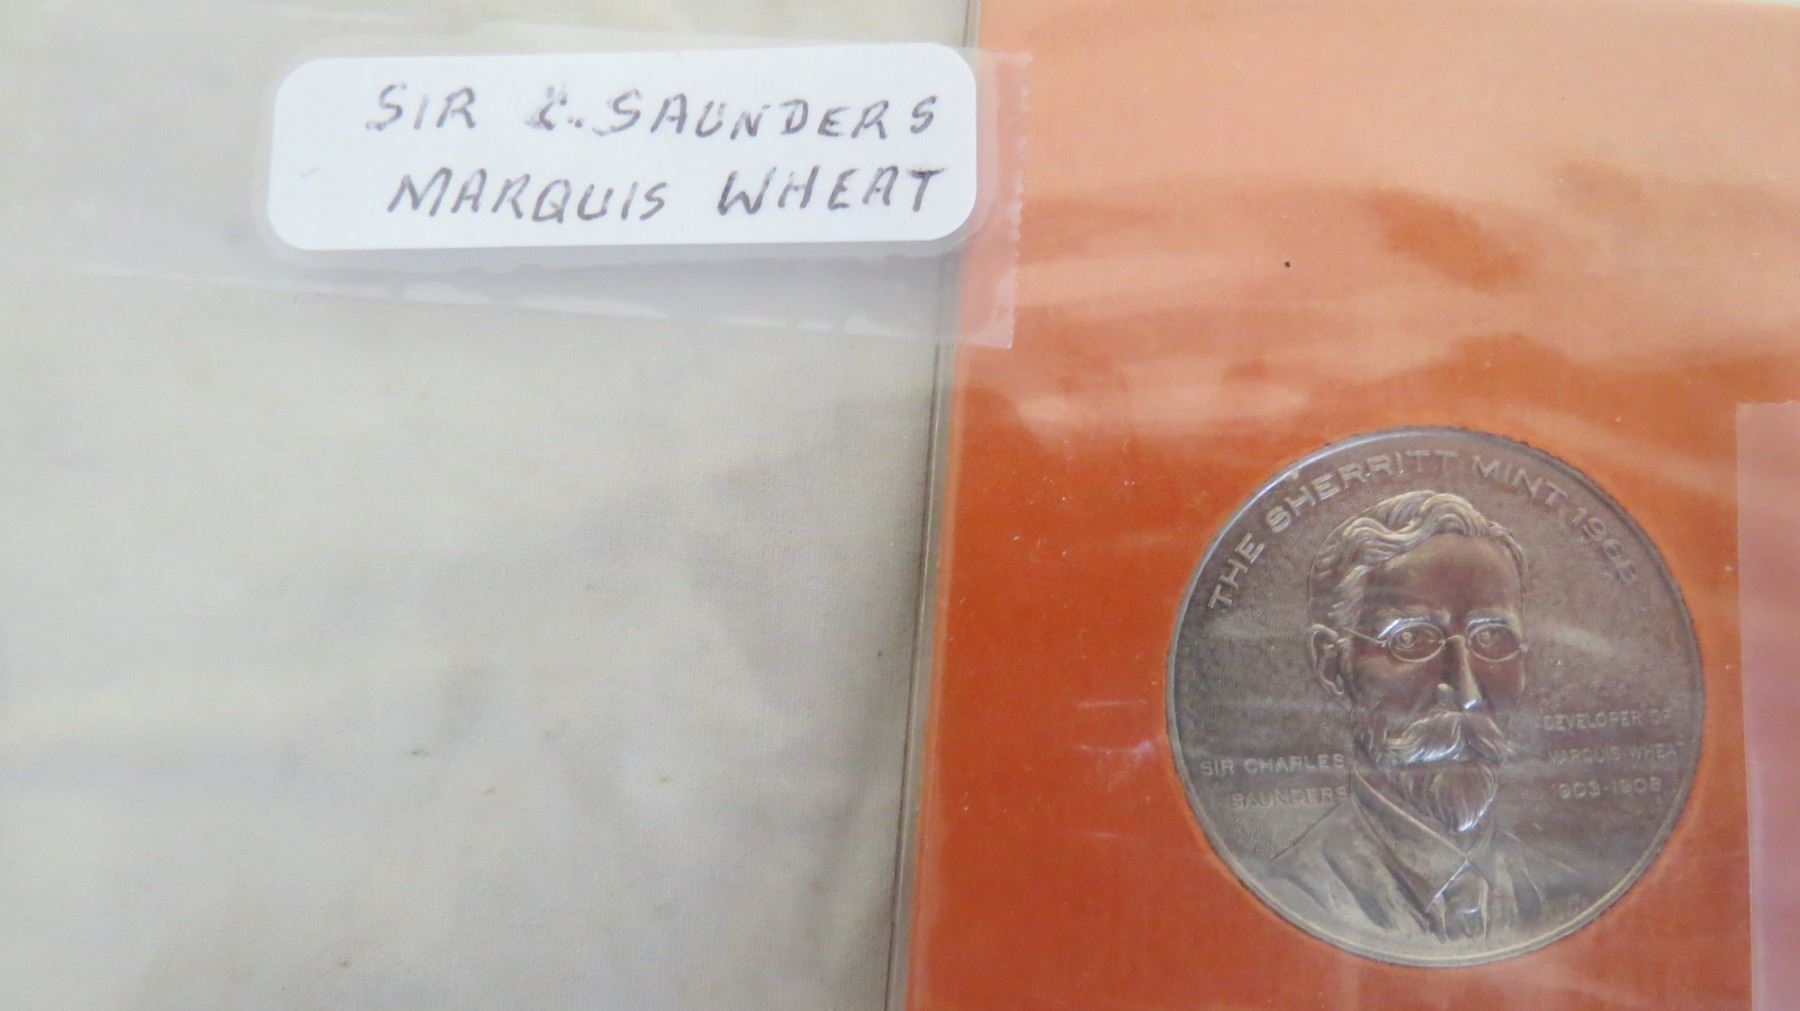 SIR C. SAUNDERS
MARQUIS WHEAT
THE SHERRITT MINT, 1968
SIR CHARLES
SAUNDERS
DEVELOPER OF
MARQUIS WHEAT
1903-1908